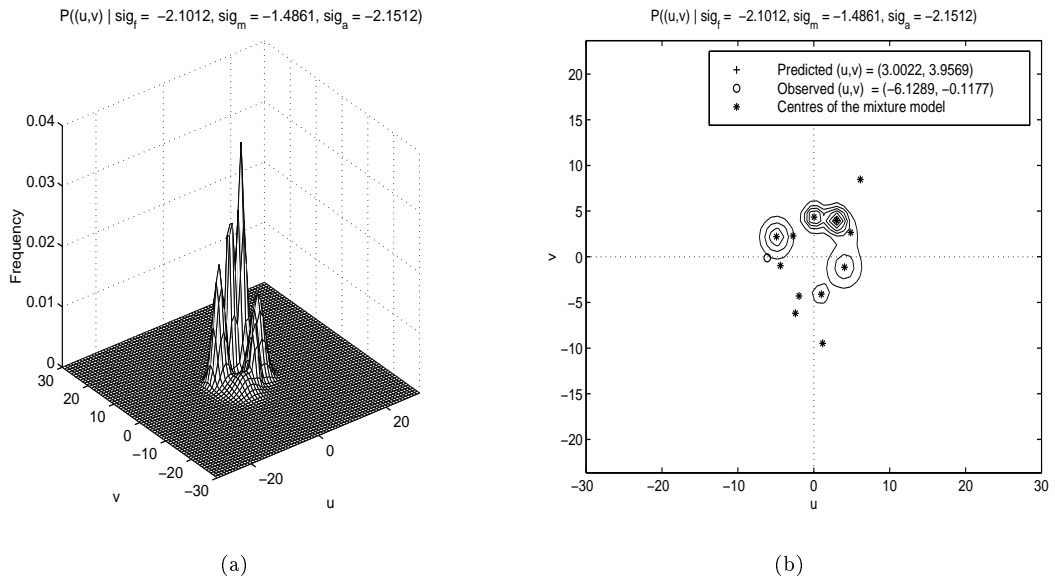 P((u,v) | sig_f = −2.1012, sig_m = −1.4861, sig_a = −2.1512)
0.04
0.03
0.02
0.01
0
Frequency
30
20
10
0
−10
−20
−30
v
−20
0
20
u
(a)
P((u,v) | sig_f = −2.1012, sig_m = −1.4861, sig_a = −2.1512)
+ Predicted (u,v) = (3.0022, 3.9569)
o Observed (u,v) = (−6.1289, −0.1177)
* Centres of the mixture model
20
15
10
5
0
−5
−10
−15
−20
v
−30 −20 −10 0 10 20 30
u
(b)